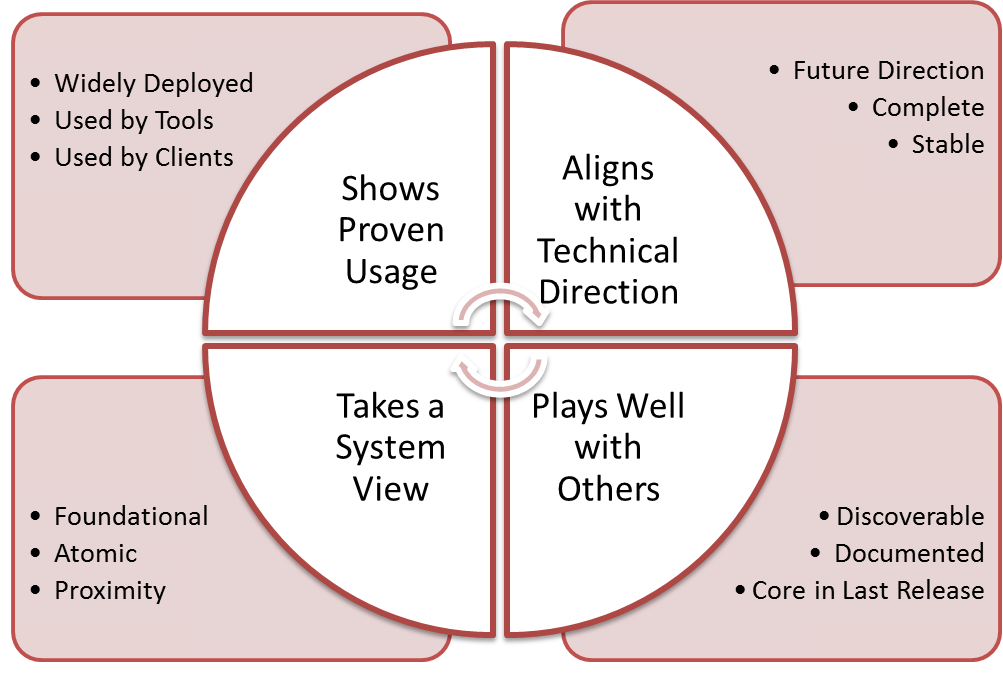 • Widely Deployed
• Used by Tools
• Used by Clients
Shows
Proven
Usage
• Future Direction
• Complete
• Stable
Aligns
with
Technical
Direction
Takes a
System
View
• Foundational
• Atomic
• Proximity
Plays Well
with
Others
• Discoverable
• Documented
• Core in Last Release